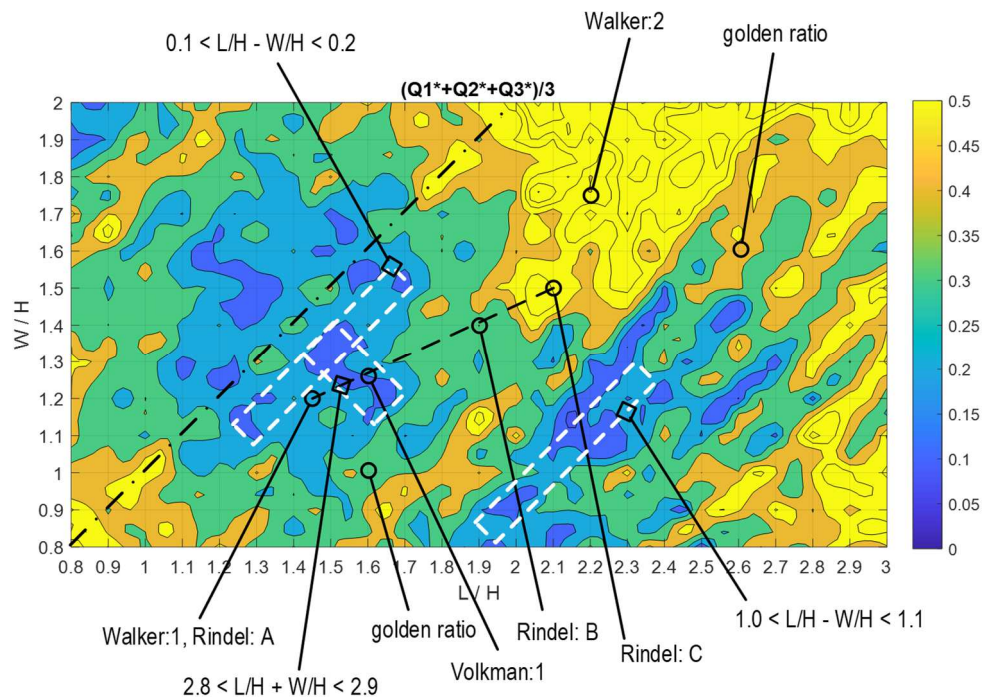 Walker:2
golden ratio
0.1 < L/H - W/H < 0.2
(Q1*+Q2*+Q3*)/3
2
1.9
1.8
1.7
1.6
1.5
1.4
1.3
1.2
1.1
1
0.9
0.8
W / H
0.5
0.45
0.4
0.35
0.3
0.25
0.2
0.15
0.1
0.05
0
0.8 0.9 1 1.1 1.2 1.3 1.4 1.5 1.6 1.7 1.8 1.9 2 2.1 2.2 2.3 2.4 2.5 2.6 2.7 2.8 2.9 3
L / H
Walker:1, Rindel: A
golden ratio
Rindel: B
1.0 < L/H - W/H < 1.1
Rindel: C
Volkman:1
2.8 < L/H + W/H < 2.9